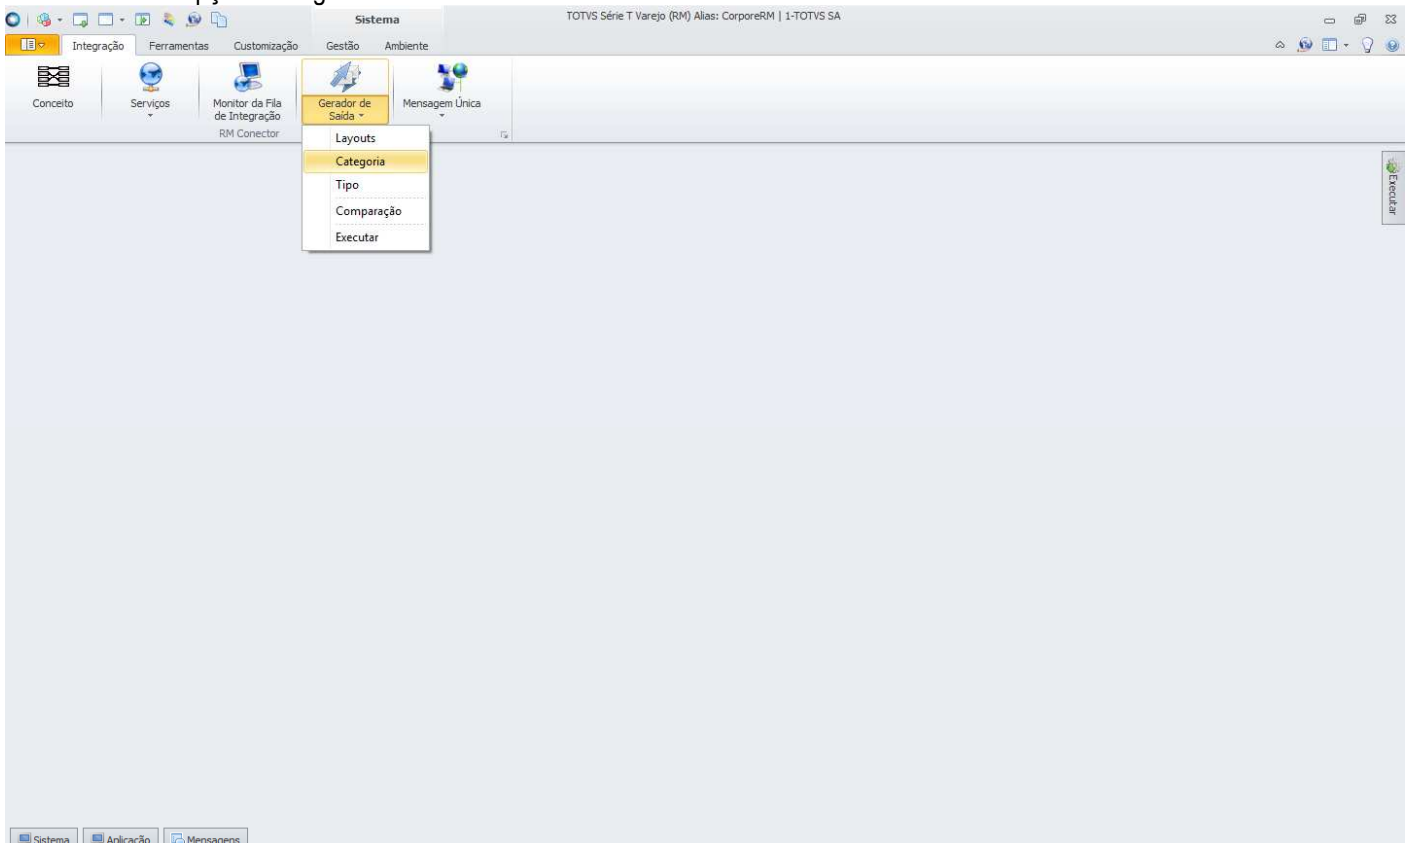 Sistema
TOTVS Série T Varejo (RM) Alias: CorporeRM | 1-TOTVS SA
Integração Ferramentas Customização Gestão Ambiente
Conceito
Serviços
Monitor da Fila
de Integração
Gerador de
Saída
Mensagem Única
RM Conector
Layouts
Categoria
Tipo
Comparação
Executar
Executar
Sistema Aplicação Mensagens